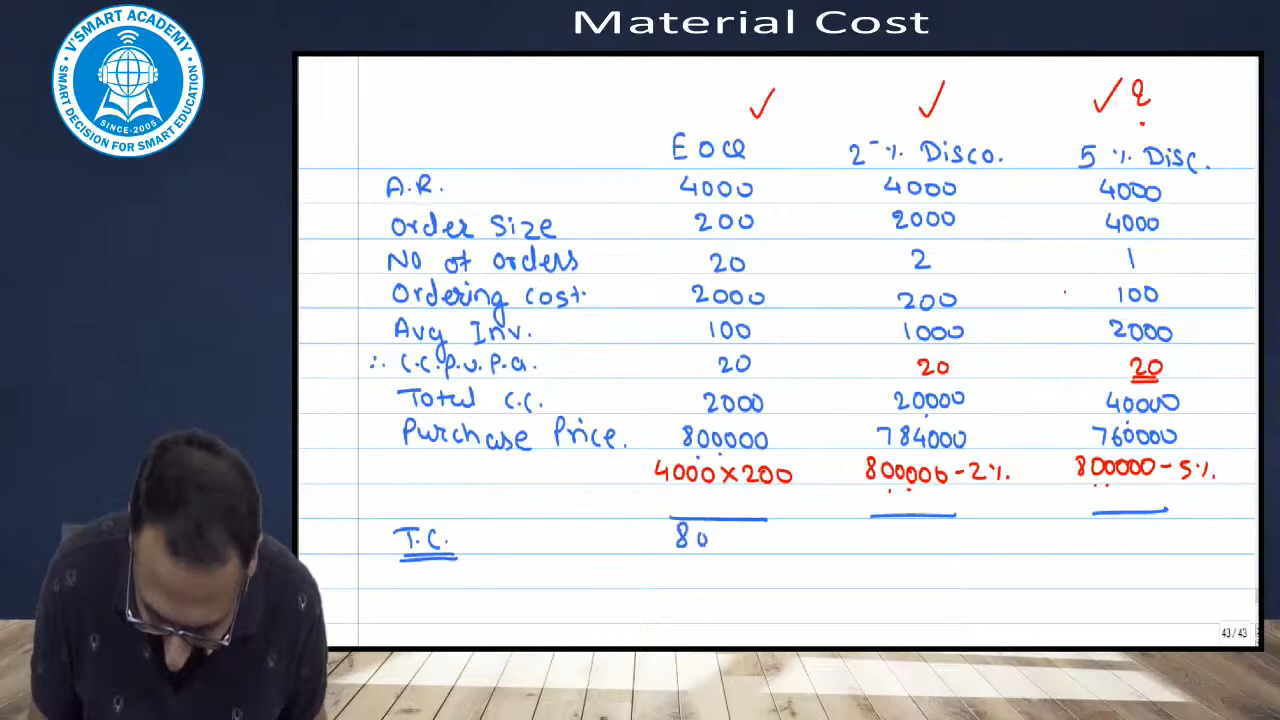 Material Cost
V'SMART ACADEMY
SMART DECISION FOR SMART EDUCATION
SINCE-2005
✓ ✓ ✓ ?
EOQ 2% Disco. 5% Disc.
A.R. 4000 4000 4000
Order Size 200 2000 4000
No of orders 20 2 1
Ordering cost. 2000 200 100
Avg Inv. 100 1000 2000
∴ C.C.p.u.p.a. 20 20 20
Total C.C. 2000 20000 40000
Purchase Price. 800000 784000 760000
4000×200 800000-2% 800000-5%
T.C. 80
43/43